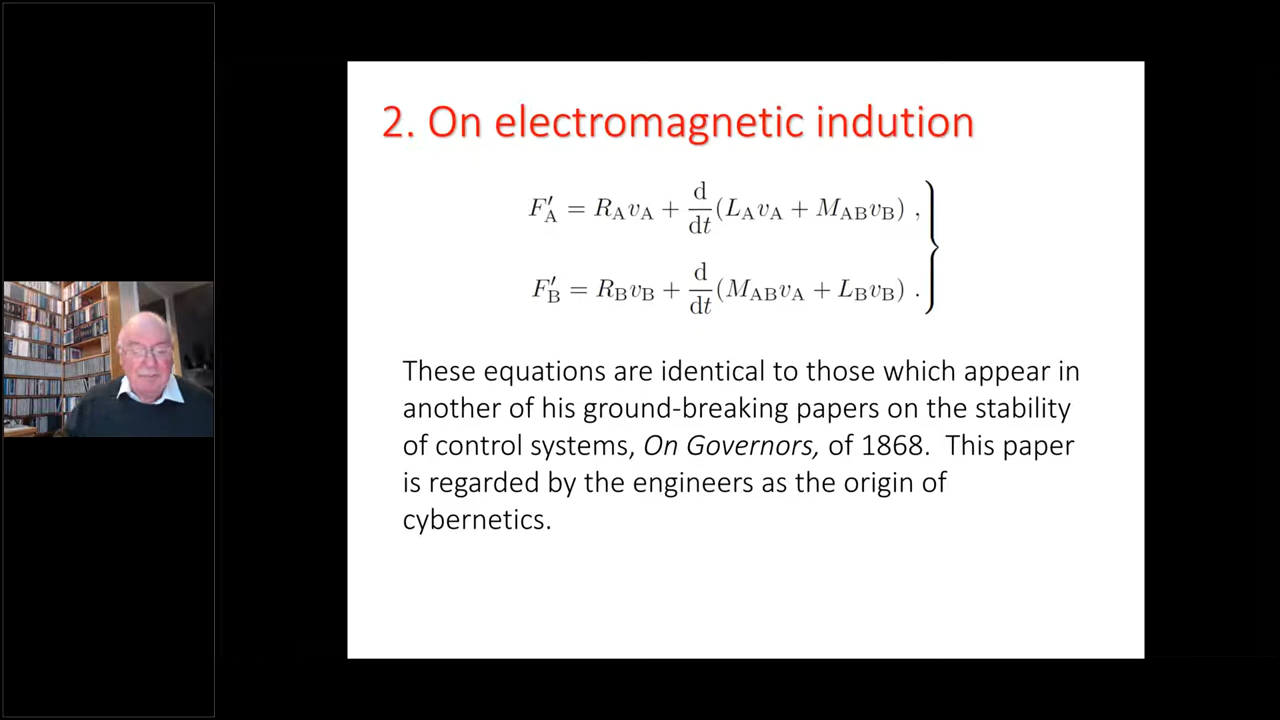 2. On electromagnetic indution
F′_A = R_A v_A + d/dt (L_A v_A + M_AB v_B) ,
F′_B = R_B v_B + d/dt (M_AB v_A + L_B v_B) .
These equations are identical to those which appear in
another of his ground-breaking papers on the stability
of control systems, On Governors, of 1868.  This paper
is regarded by the engineers as the origin of
cybernetics.